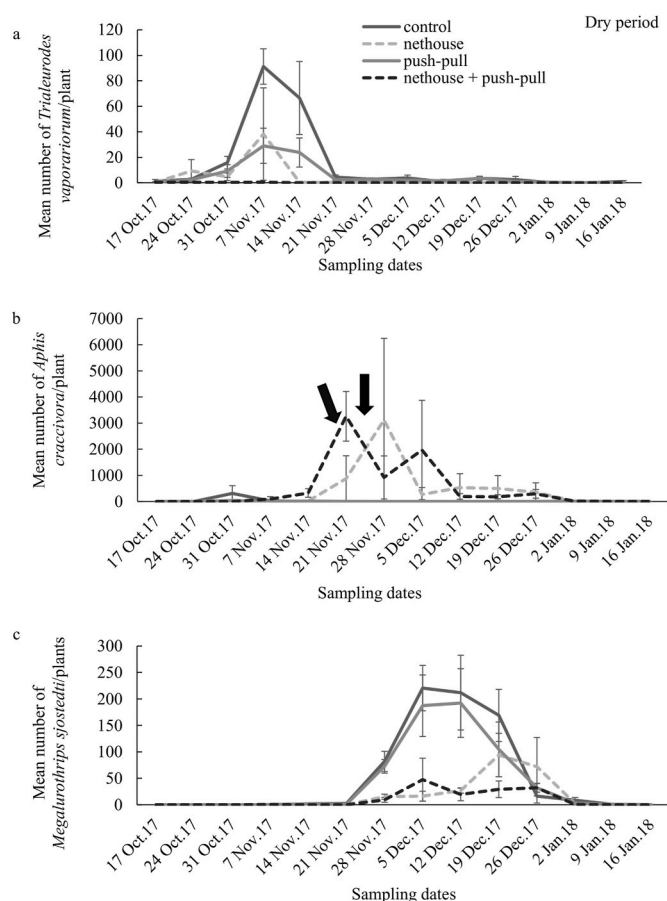 a
Dry period
control
nethouse
push-pull
nethouse + push-pull
Mean number of Trialeurodes
vaporariorum/plant
120
100
80
60
40
20
0
17 Oct.17 24 Oct.17 31 Oct.17 7 Nov.17 14 Nov.17 21 Nov.17 28 Nov.17 5 Dec.17 12 Dec.17 19 Dec.17 26 Dec.17 2 Jan.18 9 Jan.18 16 Jan.18
Sampling dates
b
Mean number of Aphis
craccivora/plant
7000
6000
5000
4000
3000
2000
1000
0
17 Oct.17 24 Oct.17 31 Oct.17 7 Nov.17 14 Nov.17 21 Nov.17 28 Nov.17 5 Dec.17 12 Dec.17 19 Dec.17 26 Dec.17 2 Jan.18 9 Jan.18 16 Jan.18
Sampling dates
c
Mean number of
Megalurothrips sjostedti/plants
300
250
200
150
100
50
0
17 Oct.17 24 Oct.17 31 Oct.17 7 Nov.17 14 Nov.17 21 Nov.17 28 Nov.17 5 Dec.17 12 Dec.17 19 Dec.17 26 Dec.17 2 Jan.18 9 Jan.18 16 Jan.18
Sampling dates